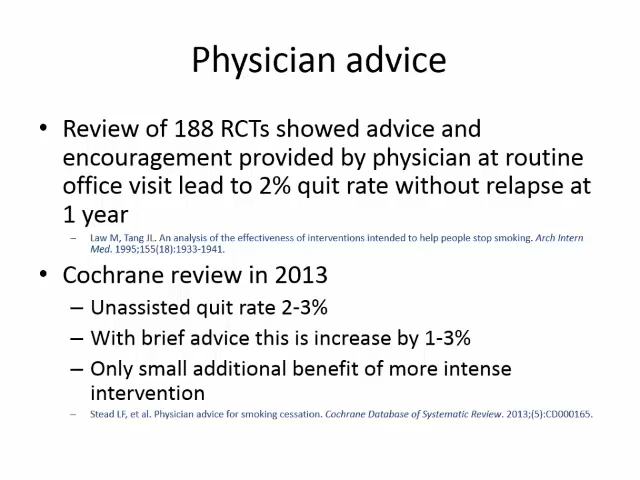 Physician advice
• Review of 188 RCTs showed advice and
encouragement provided by physician at routine
office visit lead to 2% quit rate without relapse at
1 year
– Law M, Tang JL. An analysis of the effectiveness of interventions intended to help people stop smoking. Arch Intern
Med. 1995;155(18):1933-1941.
• Cochrane review in 2013
– Unassisted quit rate 2-3%
– With brief advice this is increase by 1-3%
– Only small additional benefit of more intense
intervention
– Stead LF, et al. Physician advice for smoking cessation. Cochrane Database of Systematic Review. 2013;(5):CD000165.